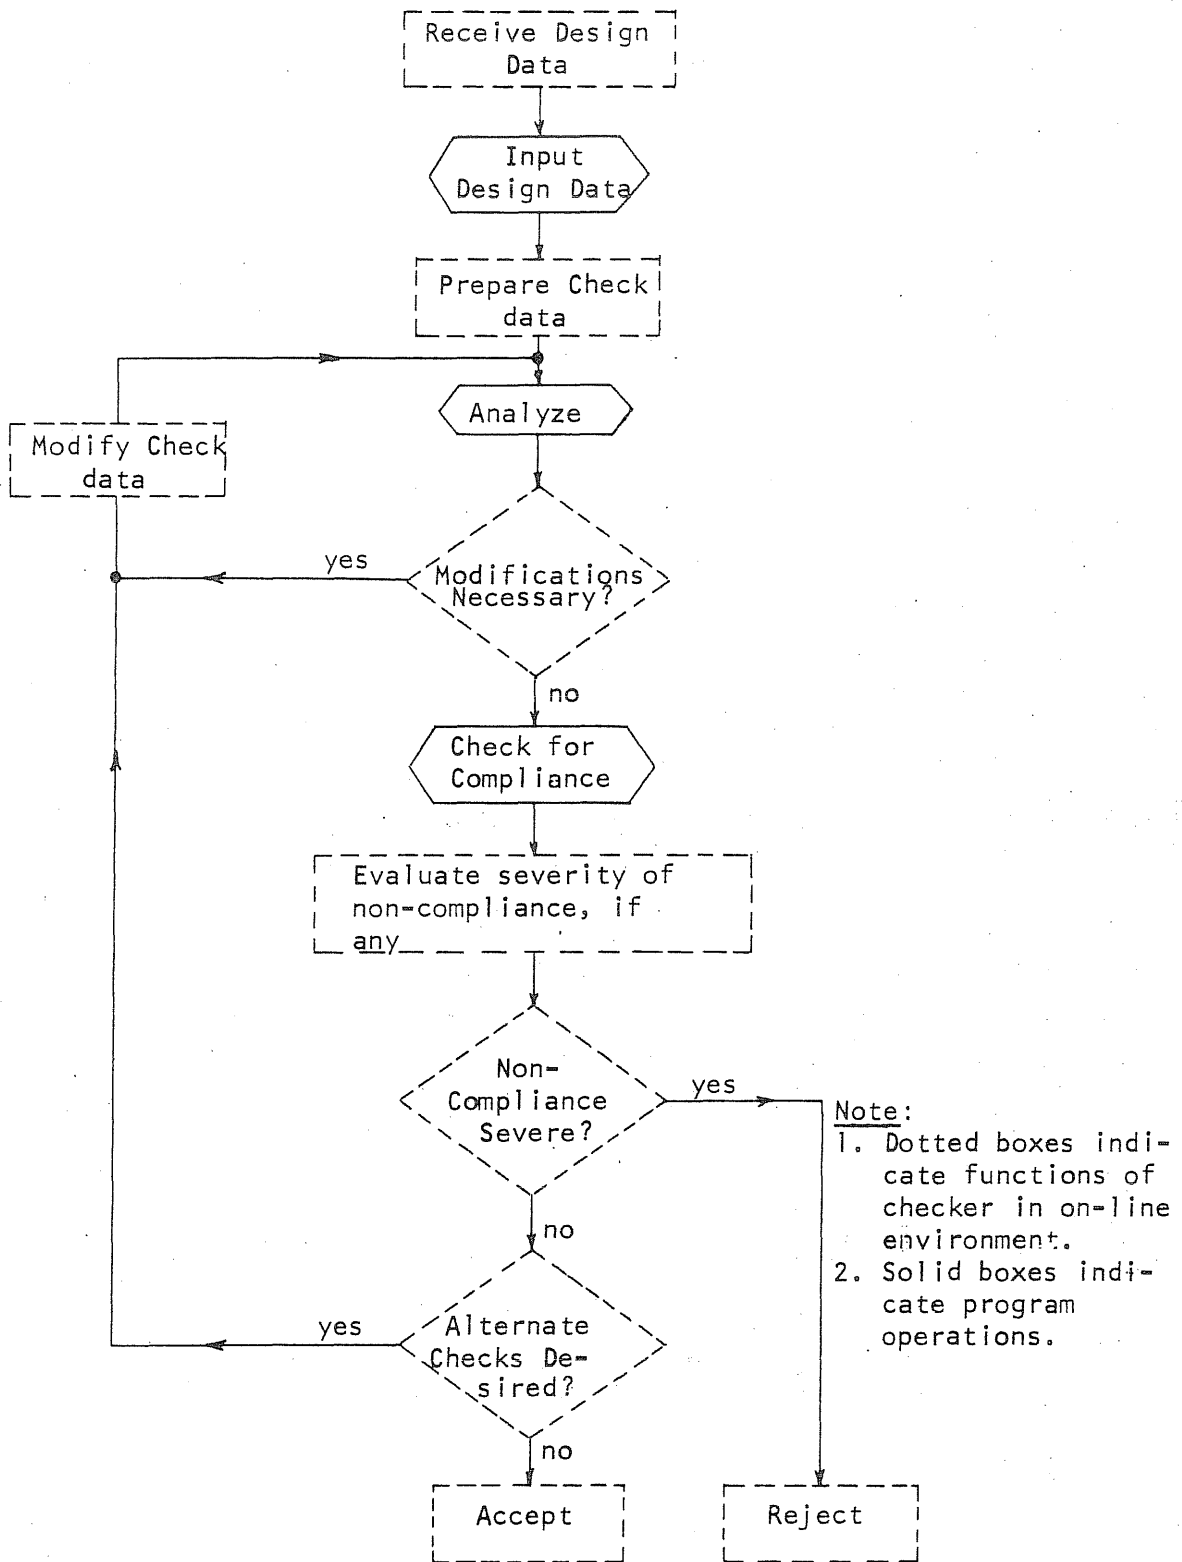 Receive Design
Data
Input
Design Data
Prepare Check
data
Analyze
Modify Check
data
yes
Modifications
Necessary?
no
Check for
Compliance
Evaluate severity of
non-compliance, if
any
Non-
Compliance
Severe?
yes
no
Note:
1. Dotted boxes indi-
cate functions of
checker in on-line
environment.
2. Solid boxes indi-
cate program
operations.
yes
Alternate
Checks De-
sired?
no
Accept
Reject